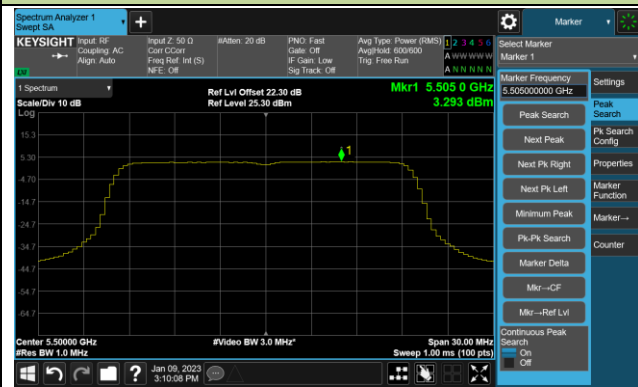 Spectrum Analyzer 1
Swept SA
+
Marker
KEYSIGHT
Input: RF
Coupling: AC
Align: Auto
Input Z: 50 Ω
Corr CCorr
Freq Ref: Int (S)
NFE: Off
#Atten: 20 dB
PNO: Fast
Gate: Off
IF Gain: Low
Sig Track: Off
Avg Type: Power (RMS)
Avg|Hold: 600/600
Trig: Free Run
1 2 3 4 5 6
A W W W W W
A N N N N N
LXI
Select Marker
Marker 1
1 Spectrum
Scale/Div 10 dB
Log
Ref Lvl Offset 22.30 dB
Ref Level 25.30 dBm
Mkr1 5.505 0 GHz
3.293 dBm
15.3
5.30
-4.70
-14.7
-24.7
-34.7
-44.7
-54.7
-64.7
1
Center 5.50000 GHz
#Res BW 1.0 MHz
#Video BW 3.0 MHz*
Span 30.00 MHz
Sweep 1.00 ms (100 pts)
Marker Frequency
5.505000000 GHz
Peak Search
Next Peak
Next Pk Right
Next Pk Left
Minimum Peak
Pk-Pk Search
Marker Delta
Mkr→CF
Mkr→Ref Lvl
Continuous Peak
Search
On
Off
Settings
Peak
Search
Pk Search
Config
Properties
Marker
Function
Marker→
Counter
?
Jan 09, 2023
3:10:08 PM